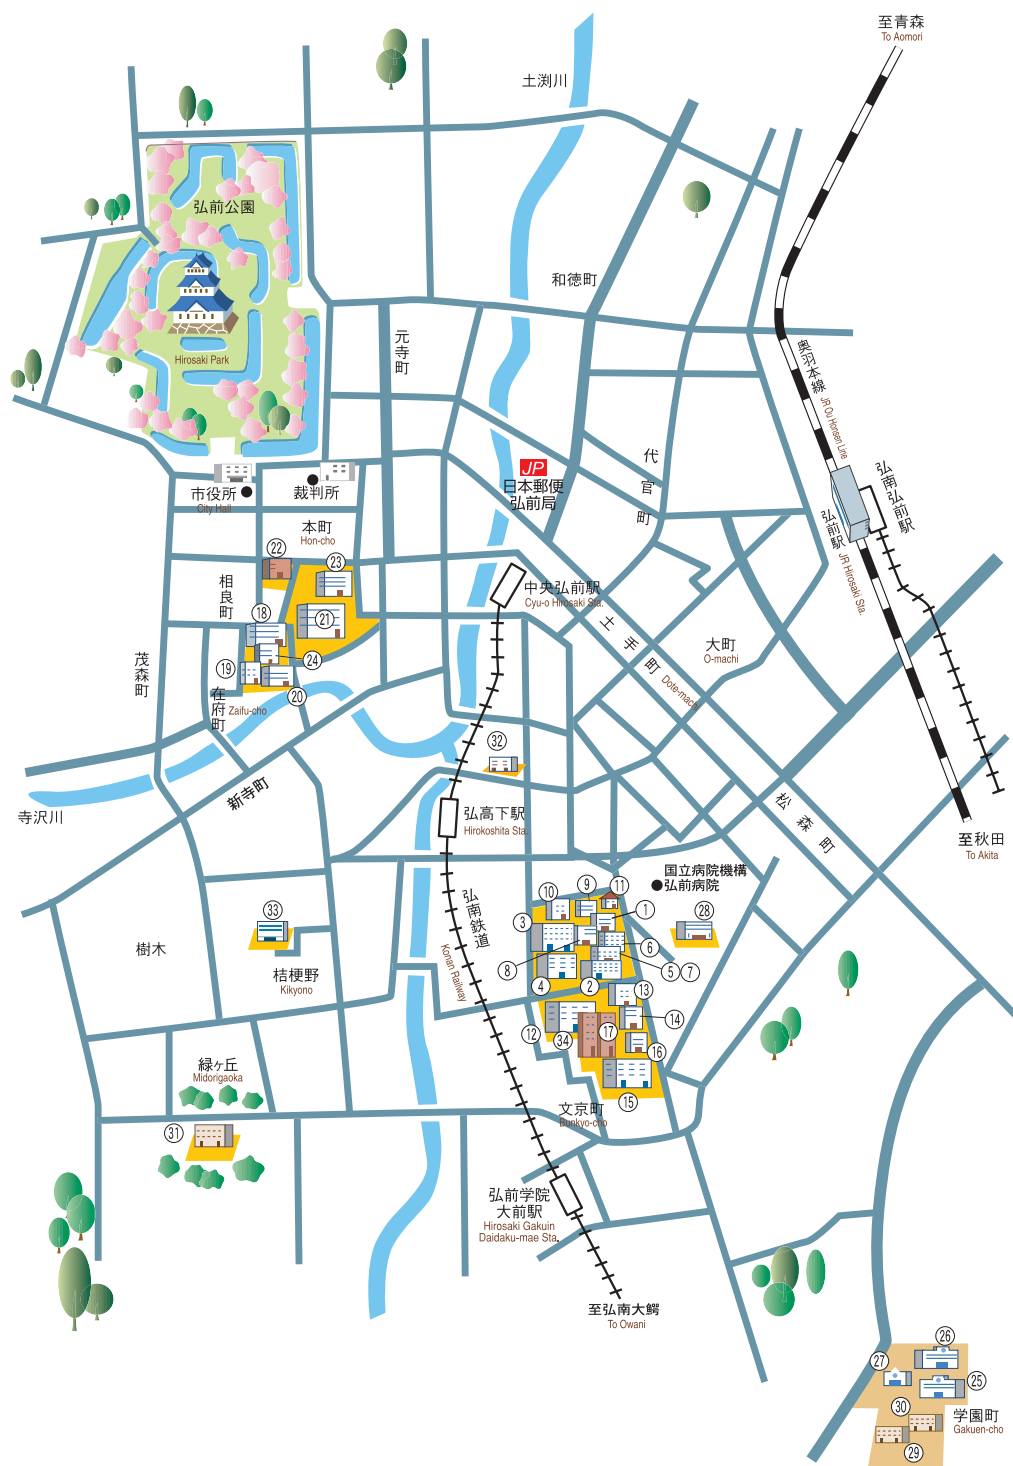 至青森
To Aomori
土渕川
弘前公園
和徳町
元寺町
Hirosaki Park
奥羽本線
JR Ou Honsen Line
代官町
JP
日本郵便
弘前局
弘南弘前駅
弘前駅
JR Hirosaki Sta.
市役所
City Hall
裁判所
本町
Hon-cho
22
23
中央弘前駅
Cyu-o Hirosaki Sta.
相良町
18
21
土手町
Dote-machi
大町
O-machi
茂森町
19
24
20
在府町
Zaifu-cho
32
新寺町
寺沢川
弘高下駅
Hirokoshita Sta.
松森町
至秋田
To Akita
国立病院機構
弘前病院
弘南鉄道
Konan Railway
10
9
11
1
28
3
33
6
樹木
桔梗野
Kikyono
8
5
7
4
2
13
14
12
17
34
16
緑ヶ丘
Midorigaoka
15
文京町
Bunkyo-cho
31
弘前学院
大前駅
Hirosaki Gakuin
Daidaku-mae Sta.
至弘南大鰐
To Owani
26
27
25
30
学園町
Gakuen-cho
29